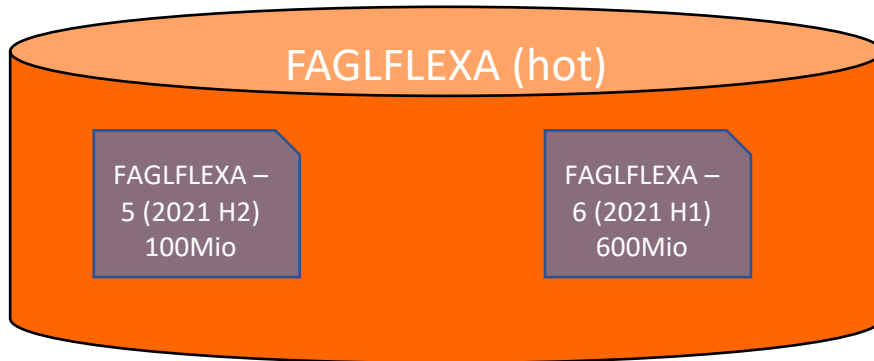 FAGLFLEXA (hot)
FAGLFLEXA –
5 (2021 H2)
100Mio
FAGLFLEXA –
6 (2021 H1)
600Mio